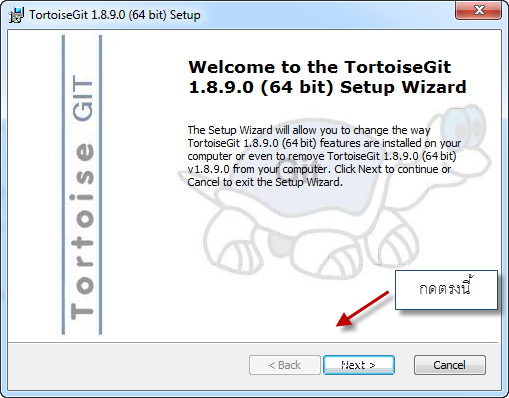 TortoiseGit 1.8.9.0 (64 bit) Setup
Tortoise GIT
Welcome to the TortoiseGit
1.8.9.0 (64 bit) Setup Wizard
The Setup Wizard will allow you to change the way
TortoiseGit 1.8.9.0 (64 bit) features are installed on your
computer or even to remove TortoiseGit 1.8.9.0 (64 bit)
v1.8.9.0 from your computer. Click Next to continue or
Cancel to exit the Setup Wizard.
Git
กดตรงนี้
< Back
Next >
Cancel